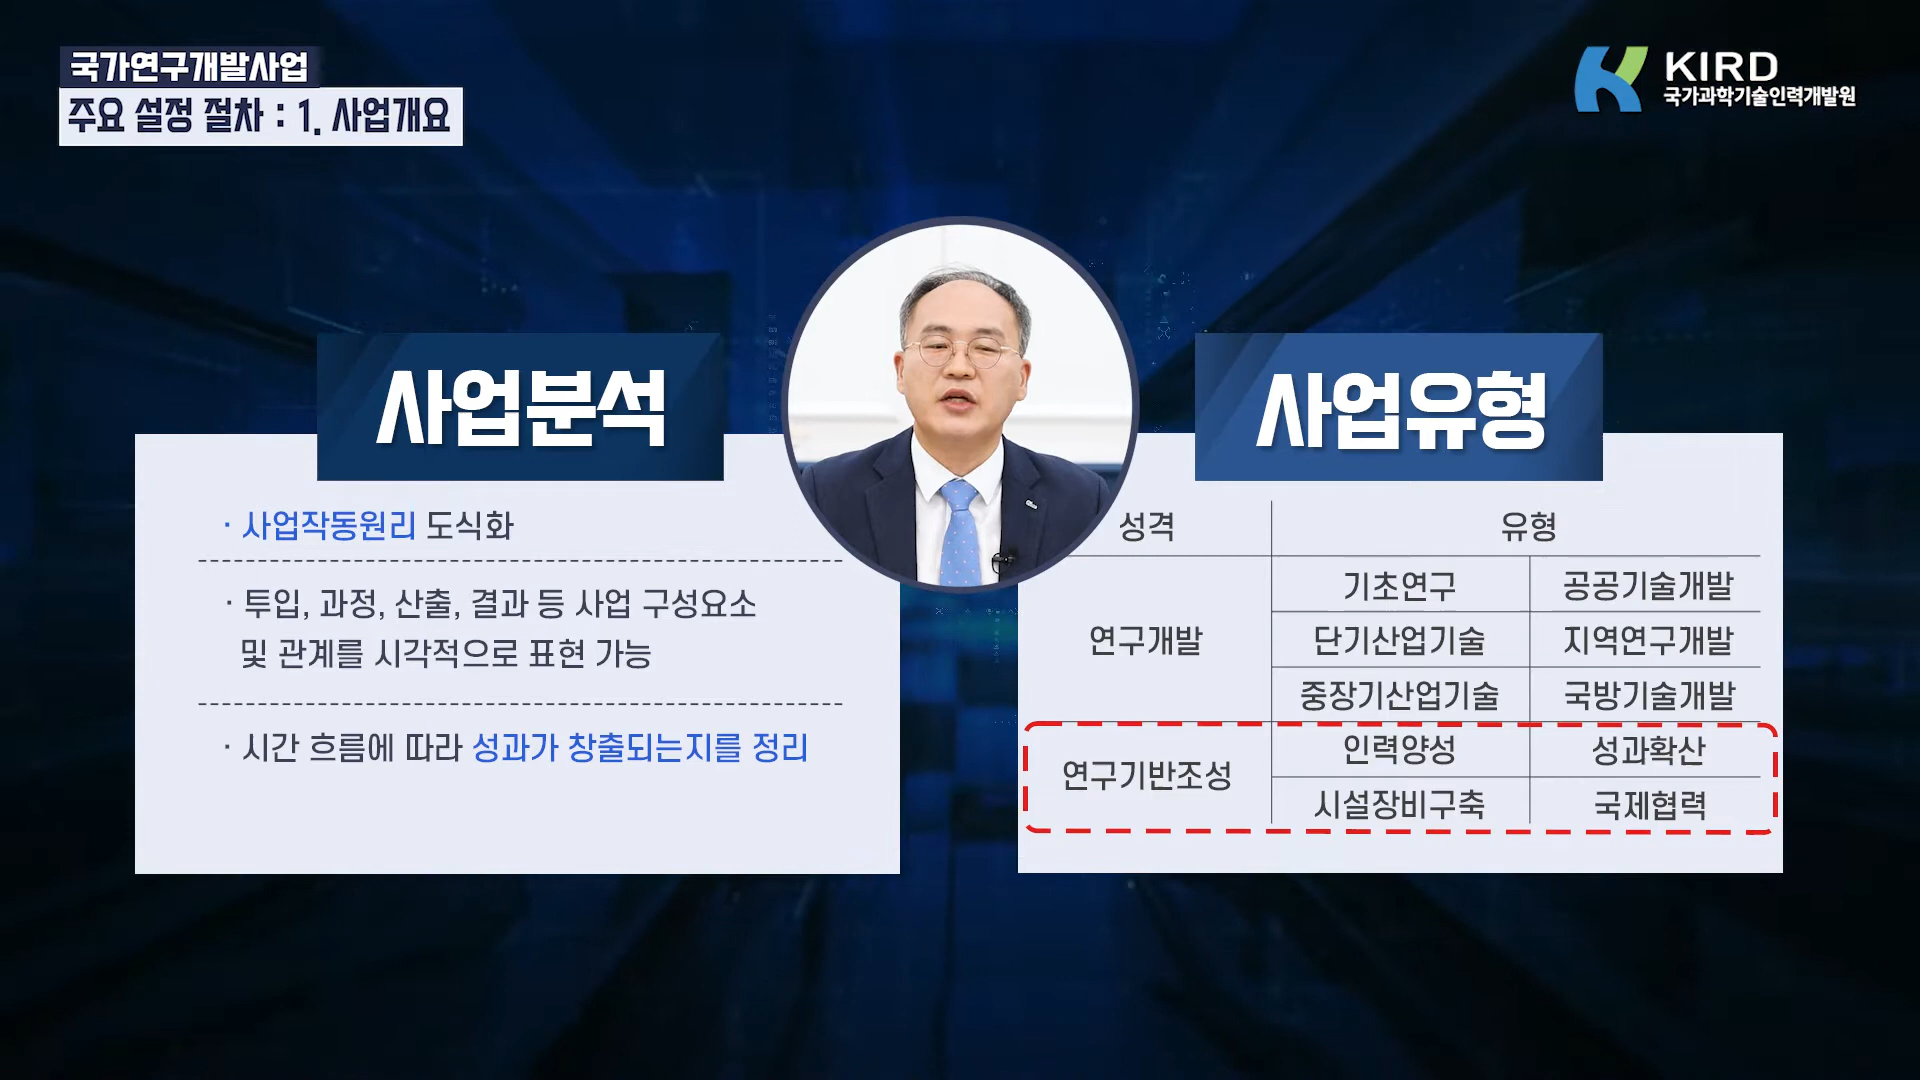 국가연구개발사업
주요 설정 절차 : 1. 사업개요
KIRD
국가과학기술인력개발원
사업분석
· 사업작동원리 도식화
· 투입, 과정, 산출, 결과 등 사업 구성요소
및 관계를 시각적으로 표현 가능
· 시간 흐름에 따라 성과가 창출되는지를 정리
사업유형
성격 유형
연구개발 기초연구 공공기술개발
단기산업기술 지역연구개발
중장기산업기술 국방기술개발
연구기반조성 인력양성 성과확산
시설장비구축 국제협력